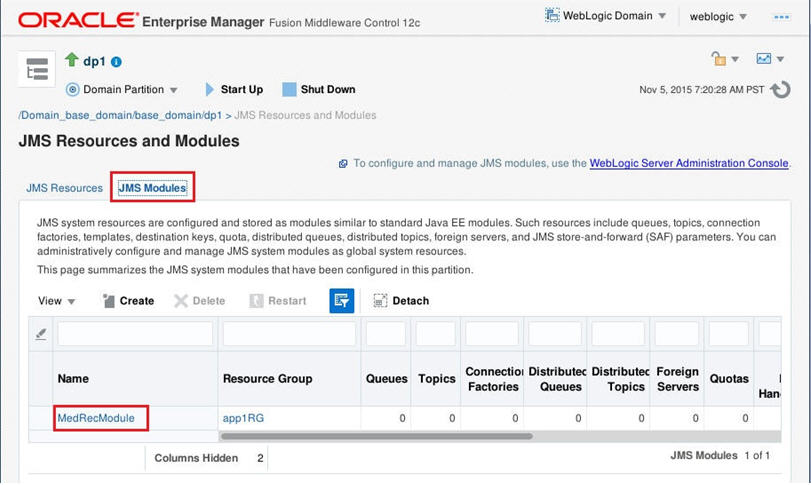 ORACLE® Enterprise Manager Fusion Middleware Control 12c
WebLogic Domain
weblogic
dp1
Domain Partition
Start Up
Shut Down
Nov 5, 2015 7:20:28 AM PST
/Domain_base_domain/base_domain/dp1 > JMS Resources and Modules
JMS Resources and Modules
To configure and manage JMS modules, use the WebLogic Server Administration Console.
JMS Resources
JMS Modules
JMS system resources are configured and stored as modules similar to standard Java EE modules. Such resources include queues, topics, connection
factories, templates, destination keys, quota, distributed queues, distributed topics, foreign servers, and JMS store-and-forward (SAF) parameters. You can
administratively configure and manage JMS system modules as global system resources.
This page summarizes the JMS system modules that have been configured in this partition.
View
Create
Delete
Restart
Detach
Name
Resource Group
Queues
Topics
Connection
Factories
Distributed
Queues
Distributed
Topics
Foreign
Servers
Quotas
MedRecModule
app1RG
0
0
0
0
0
0
0
Columns Hidden 2
JMS Modules 1 of 1